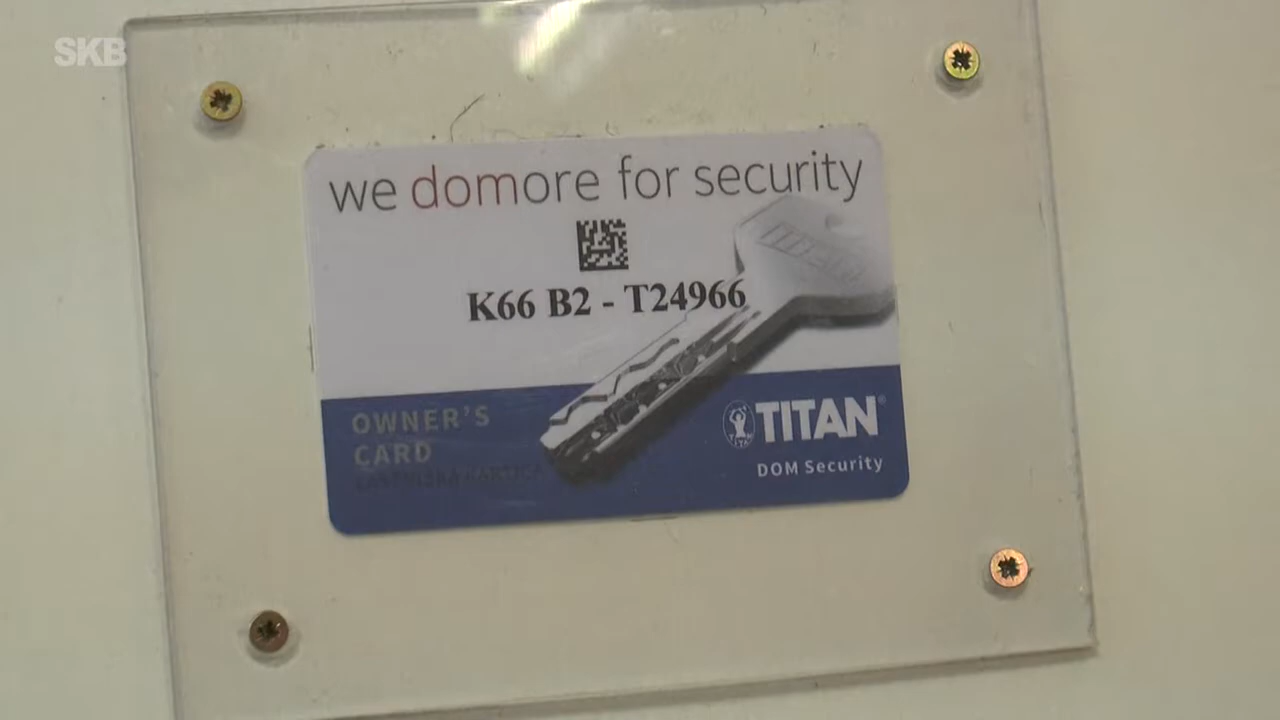 SKB
we domore for security
K66 B2 - T24966
OWNER'S
CARD
TITAN®
DOM Security